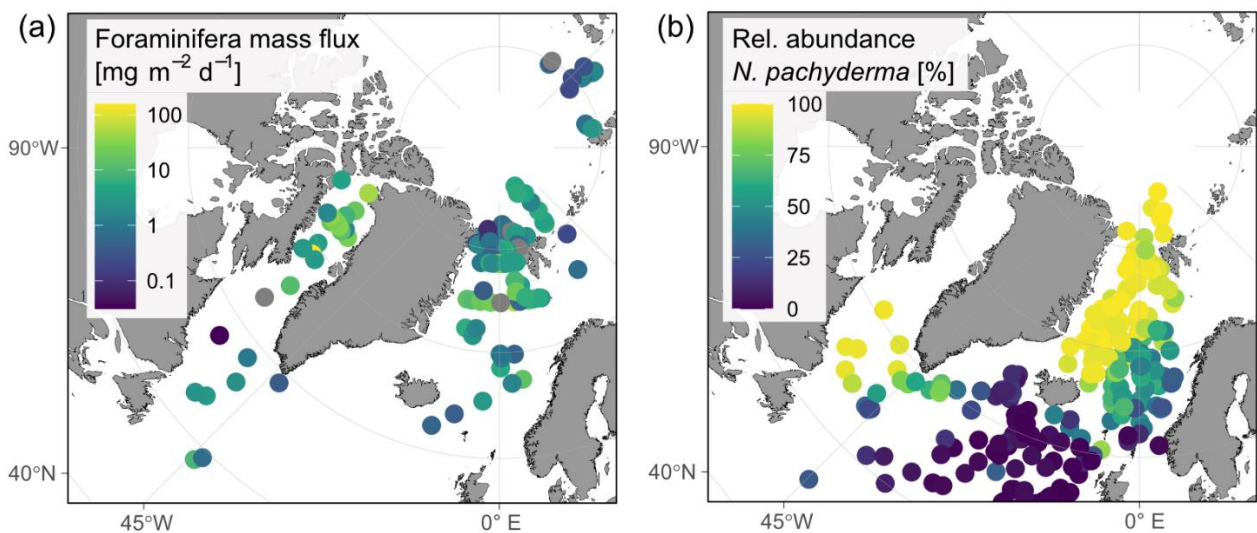 (a)
Foraminifera mass flux
[mg m⁻² d⁻¹]
100
10
1
0.1
90°W
40°N
45°W
0° E
(b)
Rel. abundance
N. pachyderma [%]
100
75
50
25
0
90°W
40°N
45°W
0° E